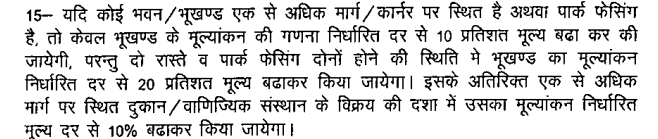 15– यदि कोई भवन/भूखण्ड एक से अधिक मार्ग/कार्नर पर स्थित है अथवा पार्क फेसिंग
है, तो केवल भूखण्ड के मूल्यांकन की गणना निर्धारित दर से 10 प्रतिशत मूल्य बढा कर की
जायेगी, परन्तु दो रास्ते व पार्क फेसिंग दोनों होने की स्थिति मे भूखण्ड का मूल्यांकन
निर्धारित दर से 20 प्रतिशत मूल्य बढाकर किया जायेगा। इसके अतिरिक्त एक से अधिक
मार्ग पर स्थित दुकान/वाणिज्यिक संस्थान के विक्रय की दशा में उसका मूल्यांकन निर्धारित
मूल्य दर से 10% बढाकर किया जायेगा।